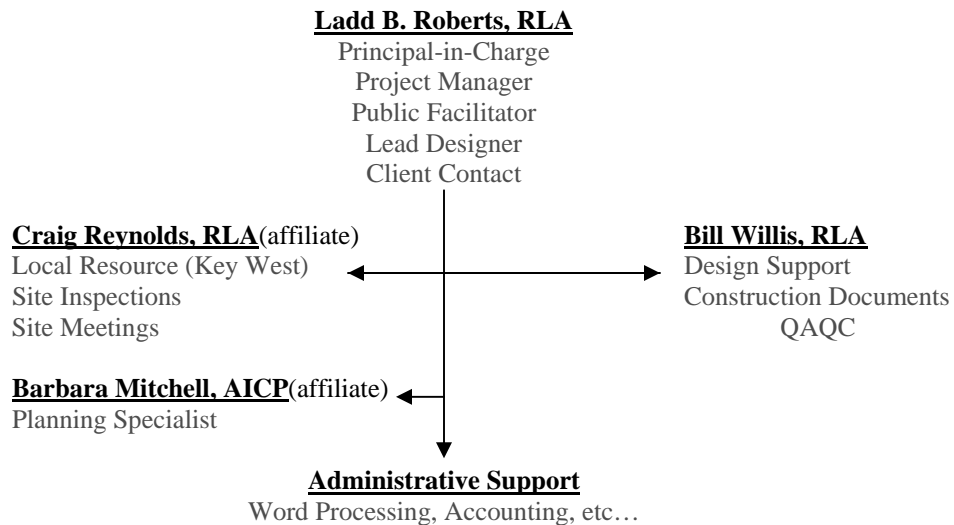 Ladd B. Roberts, RLA
Principal-in-Charge
Project Manager
Public Facilitator
Lead Designer
Client Contact
Craig Reynolds, RLA(affiliate)
Local Resource (Key West)
Site Inspections
Site Meetings
Bill Willis, RLA
Design Support
Construction Documents
QAQC
Barbara Mitchell, AICP(affiliate)
Planning Specialist
Administrative Support
Word Processing, Accounting, etc…